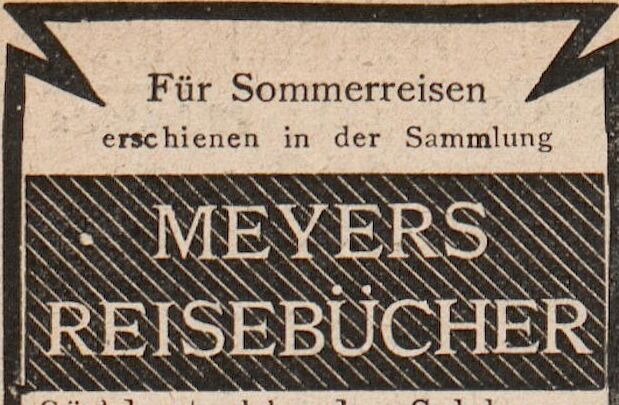 Für Sommerreisen
erschienen in der Sammlung
MEYERS
REISEBÜCHER